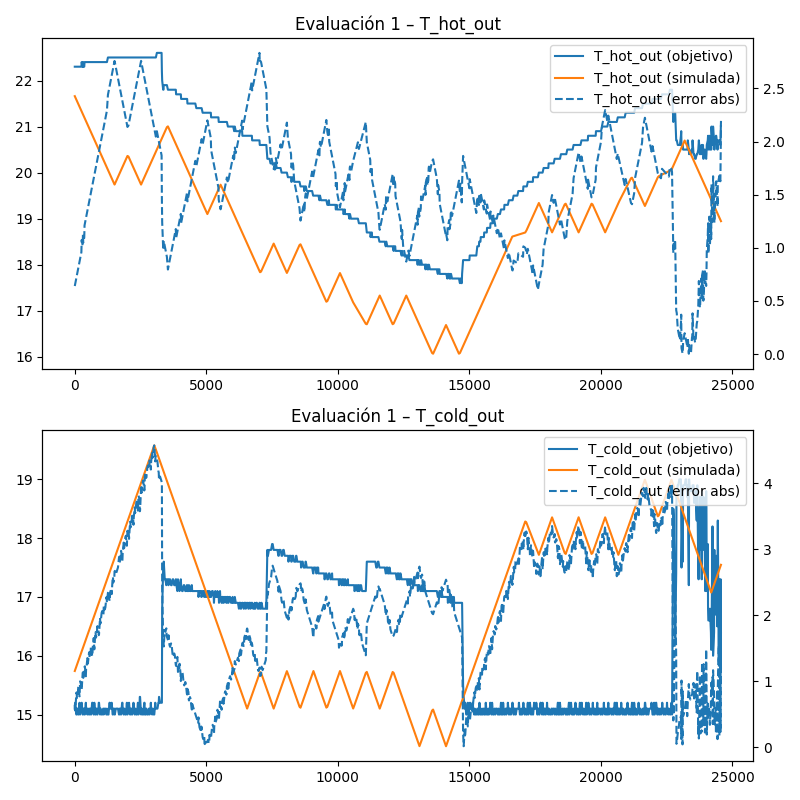 Evaluación 1 – T_hot_out
T_hot_out (objetivo)
T_hot_out (simulada)
T_hot_out (error abs)
22
21
20
19
18
17
16
2.5
2.0
1.5
1.0
0.5
0.0
0 5000 10000 15000 20000 25000
Evaluación 1 – T_cold_out
T_cold_out (objetivo)
T_cold_out (simulada)
T_cold_out (error abs)
19
18
17
16
15
4
3
2
1
0
0 5000 10000 15000 20000 25000